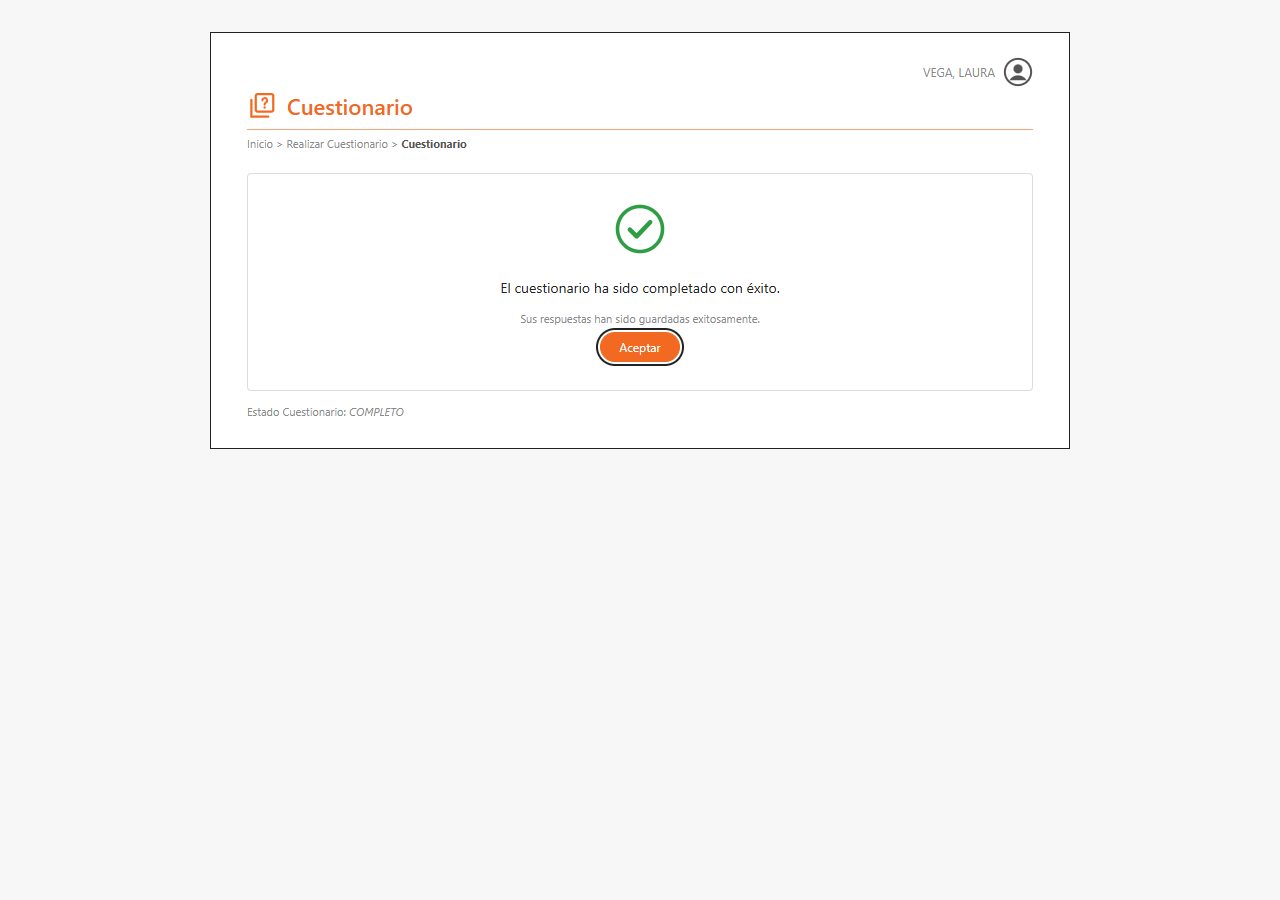 VEGA, LAURA
Cuestionario
Inicio > Realizar Cuestionario > Cuestionario
El cuestionario ha sido completado con éxito.
Sus respuestas han sido guardadas exitosamente.
Aceptar
Estado Cuestionario: COMPLETO